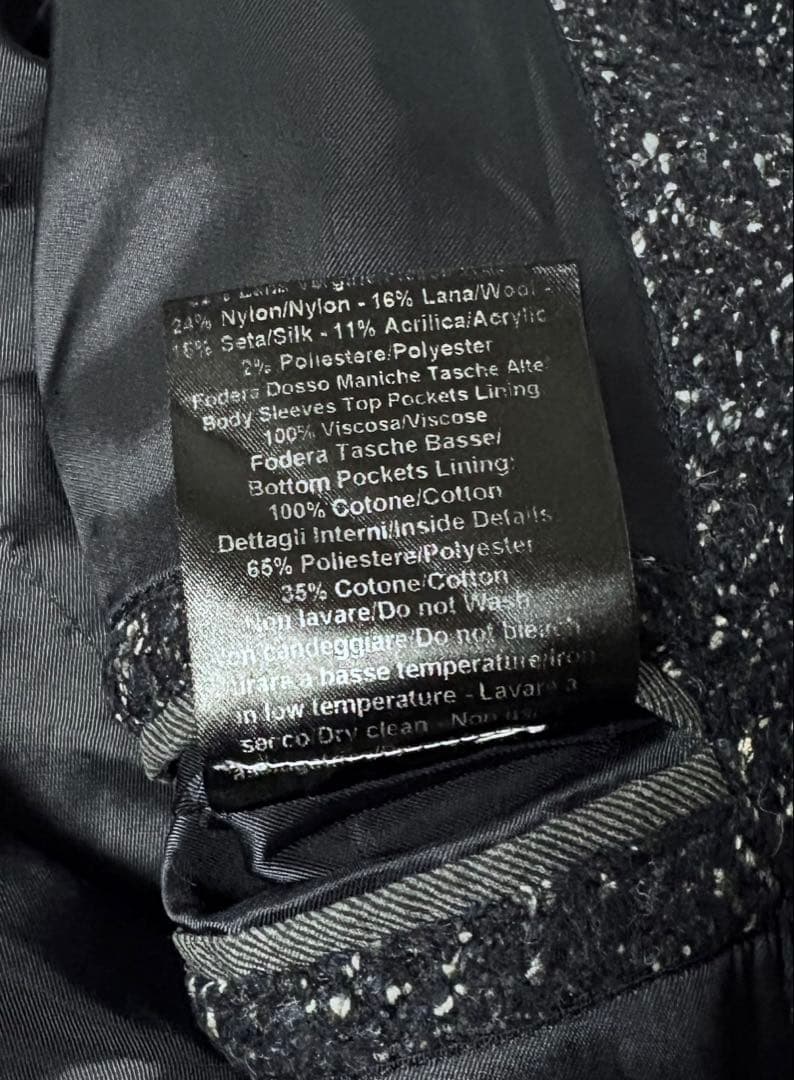 24% Nylon/Nylon - 16% Lana/Wool -
16% Seta/Silk - 11% Acrilica/Acrylic
2% Poliestere/Polyester
Fodera Dosso Maniche Tasche Alte/
Body Sleeves Top Pockets Lining:
100% Viscosa/Viscose
Fodera Tasche Basse/
Bottom Pockets Lining:
100% Cotone/Cotton
Dettagli Interni/Inside Details
65% Poliestere/Polyester
35% Cotone/Cotton
Non lavare/Do not Wash
Non candeggiare/Do not bleach
a basse temperature/Iron
in low temperature - Lavare a
secco/Dry clean - Non